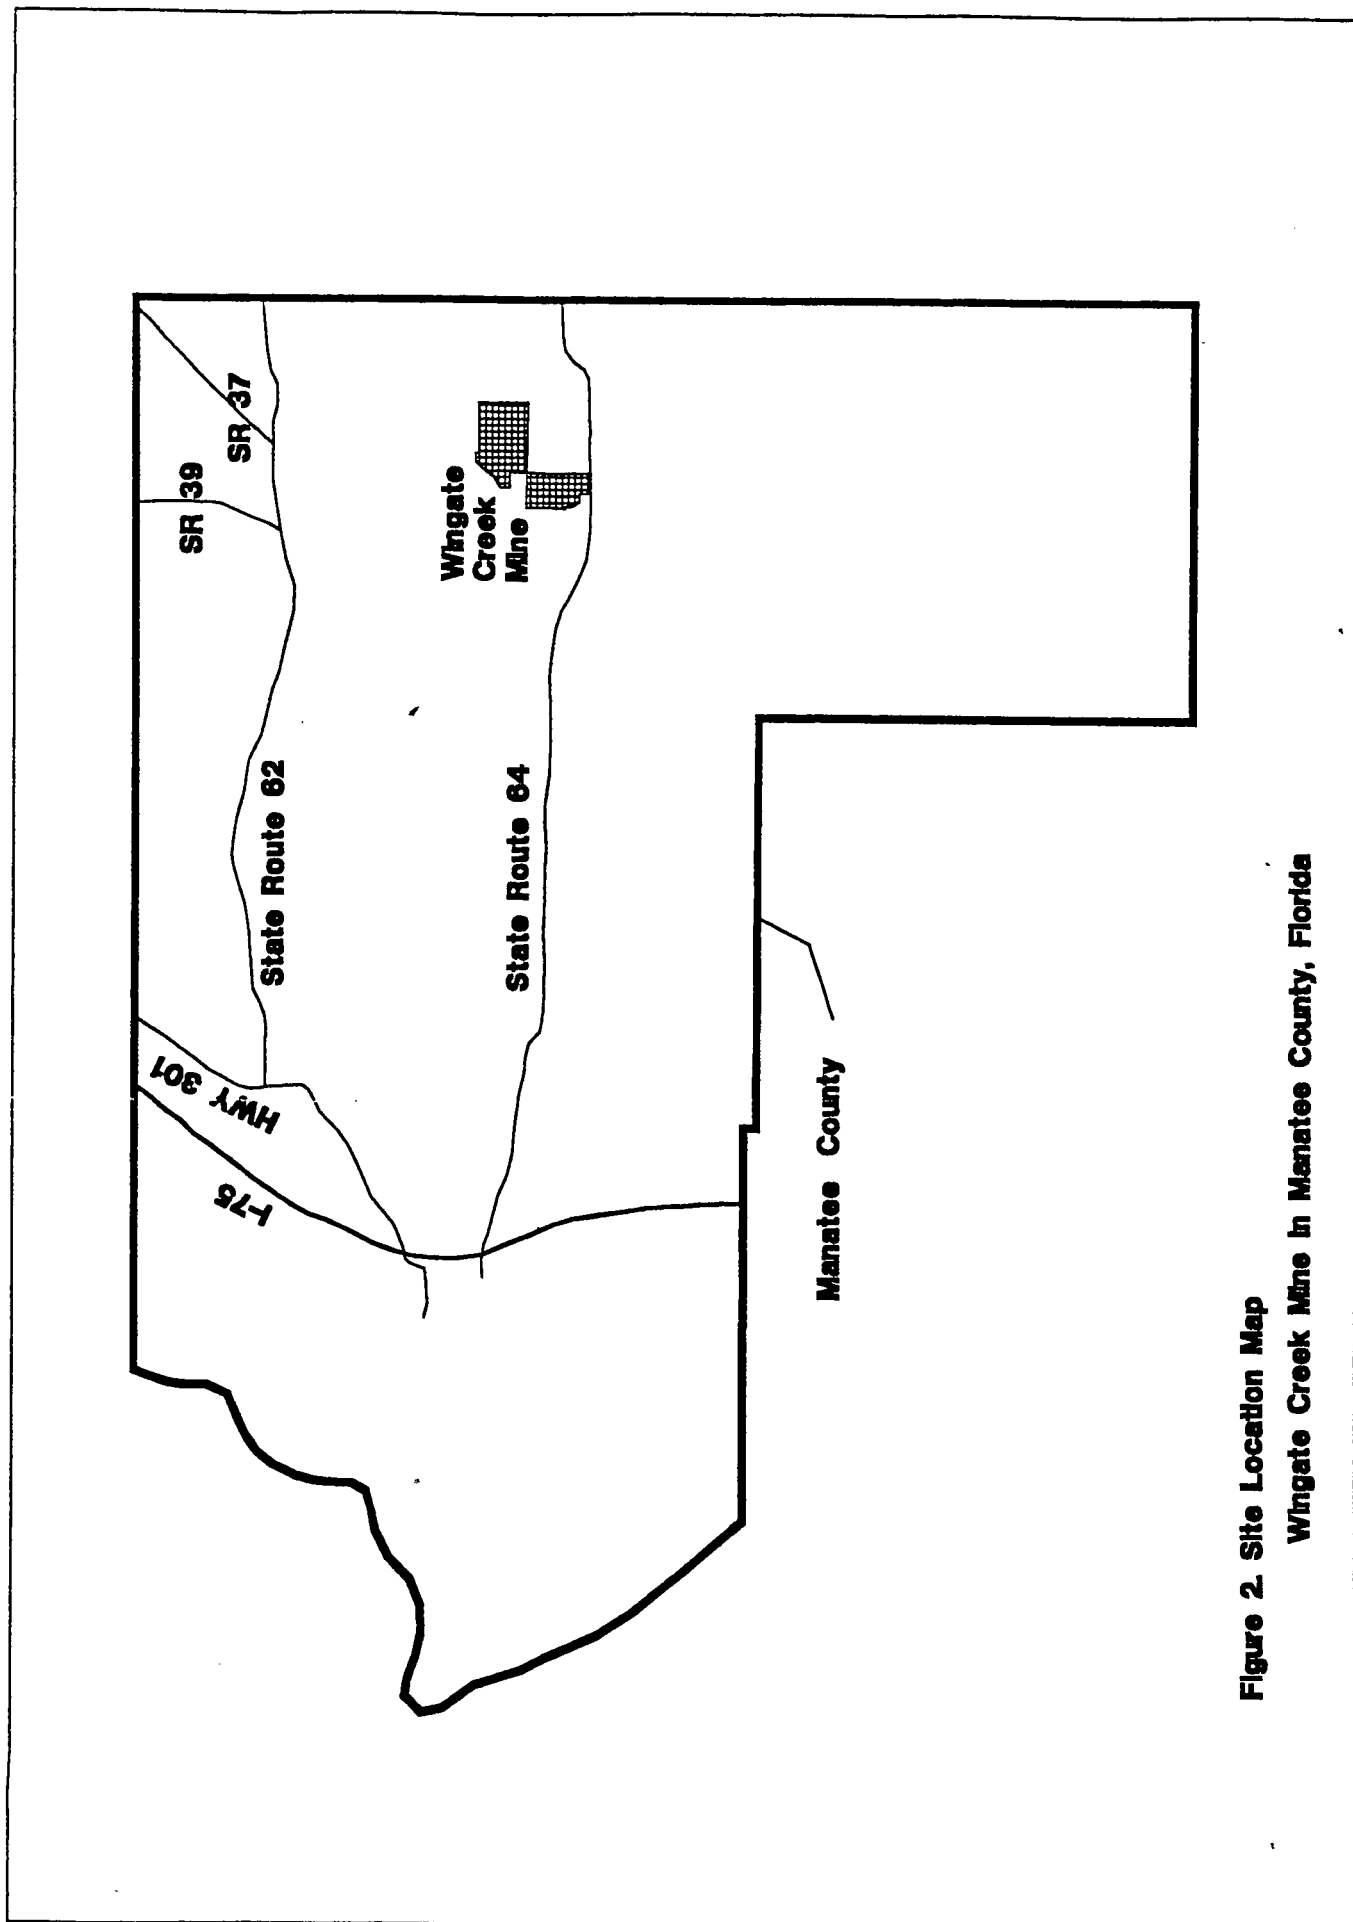 SR 39
SR 37
HWY 301
I-75
State Route 62
Wingate
Creek
Mine
State Route 64
Manatee County
Figure 2. Site Location Map
Wingate Creek Mine in Manatee County, Florida